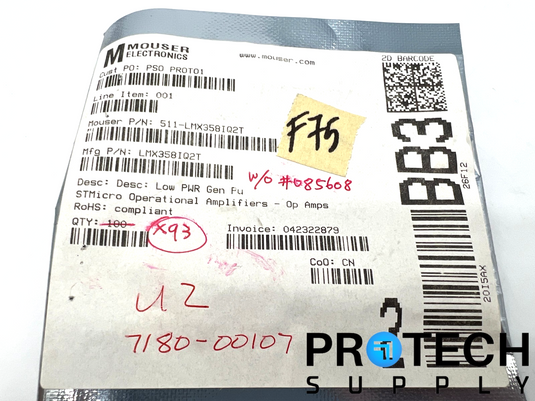 MOUSER
ELECTRONICS
www.mouser.com
2D BARCODE
Cust PO: PSO PROTO1
Line Item: 001
Mouser P/N: 511-LMX358IQ2T
F75
Mfg P/N: LMX358IQ2T
W/O #085608
Desc: Desc: Low PWR Gen Pu
STMicro Operational Amplifiers - Op Amps
RoHS: compliant
QTY: 100
x93
Invoice: 042322879
CoO: CN
BB3
26F12
20I5AX
U2
7180-00107
PROTECH
SUPPLY